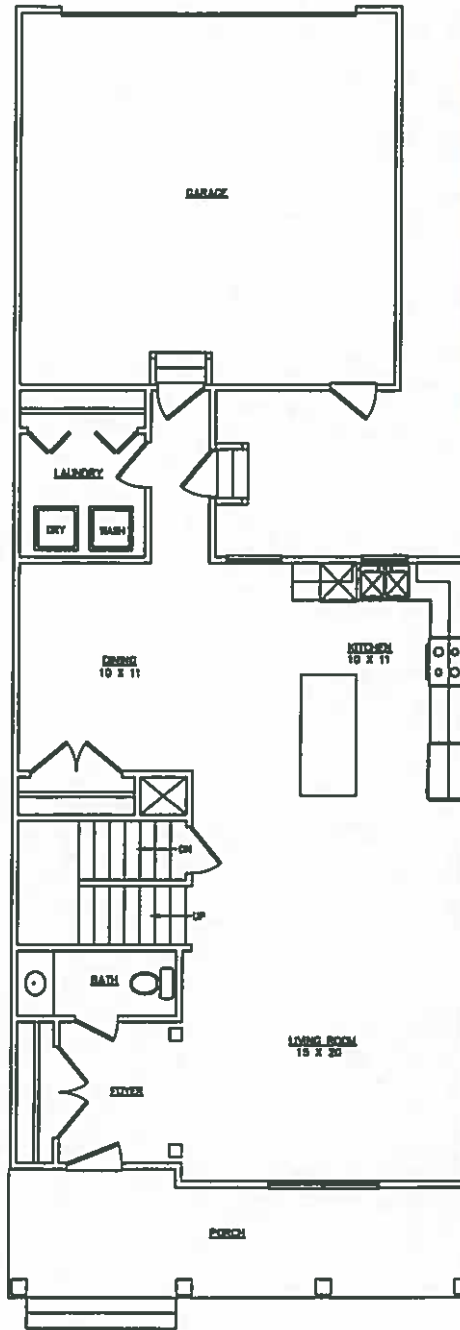 GARAGE
LAUNDRY
DRY
WASH
DINING
10 X 11
KITCHEN
10 X 11
DN
UP
BATH
LIVING ROOM
15 X 20
FOYER
PORCH